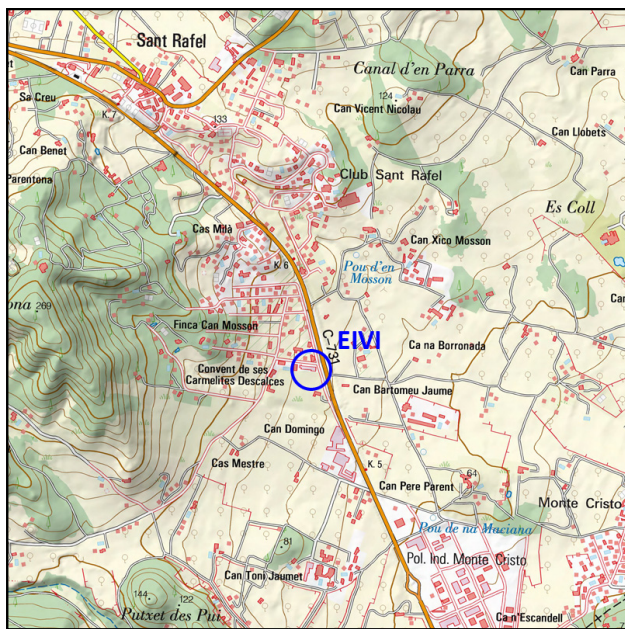 Sant Rafel
Canal d'en Parra
Can Parra
Sa Creu
K. 7
124
Can Vicent Nicolau
133
Can Llobets
Can Benet
Parentona
Club Sant Rafel
Es Coll
Cas Milà
Can Xico Mosson
K. 6
Pou d'en
Mosson
ona
269
Finca Can Mosson
C-731
EIVI
Ca na Borronada
Convent de ses
Carmelites Descalces
Can Bartomeu Jaume
Can Domingo
Cas Mestre
K. 5
64
Can Pere Parent
Monte Cristo
Pou de na Maciana
81
Pol. Ind. Monte Cristo
Can Toni Jaumet
144
122
Putxet des Pui
Ca n'Escandell